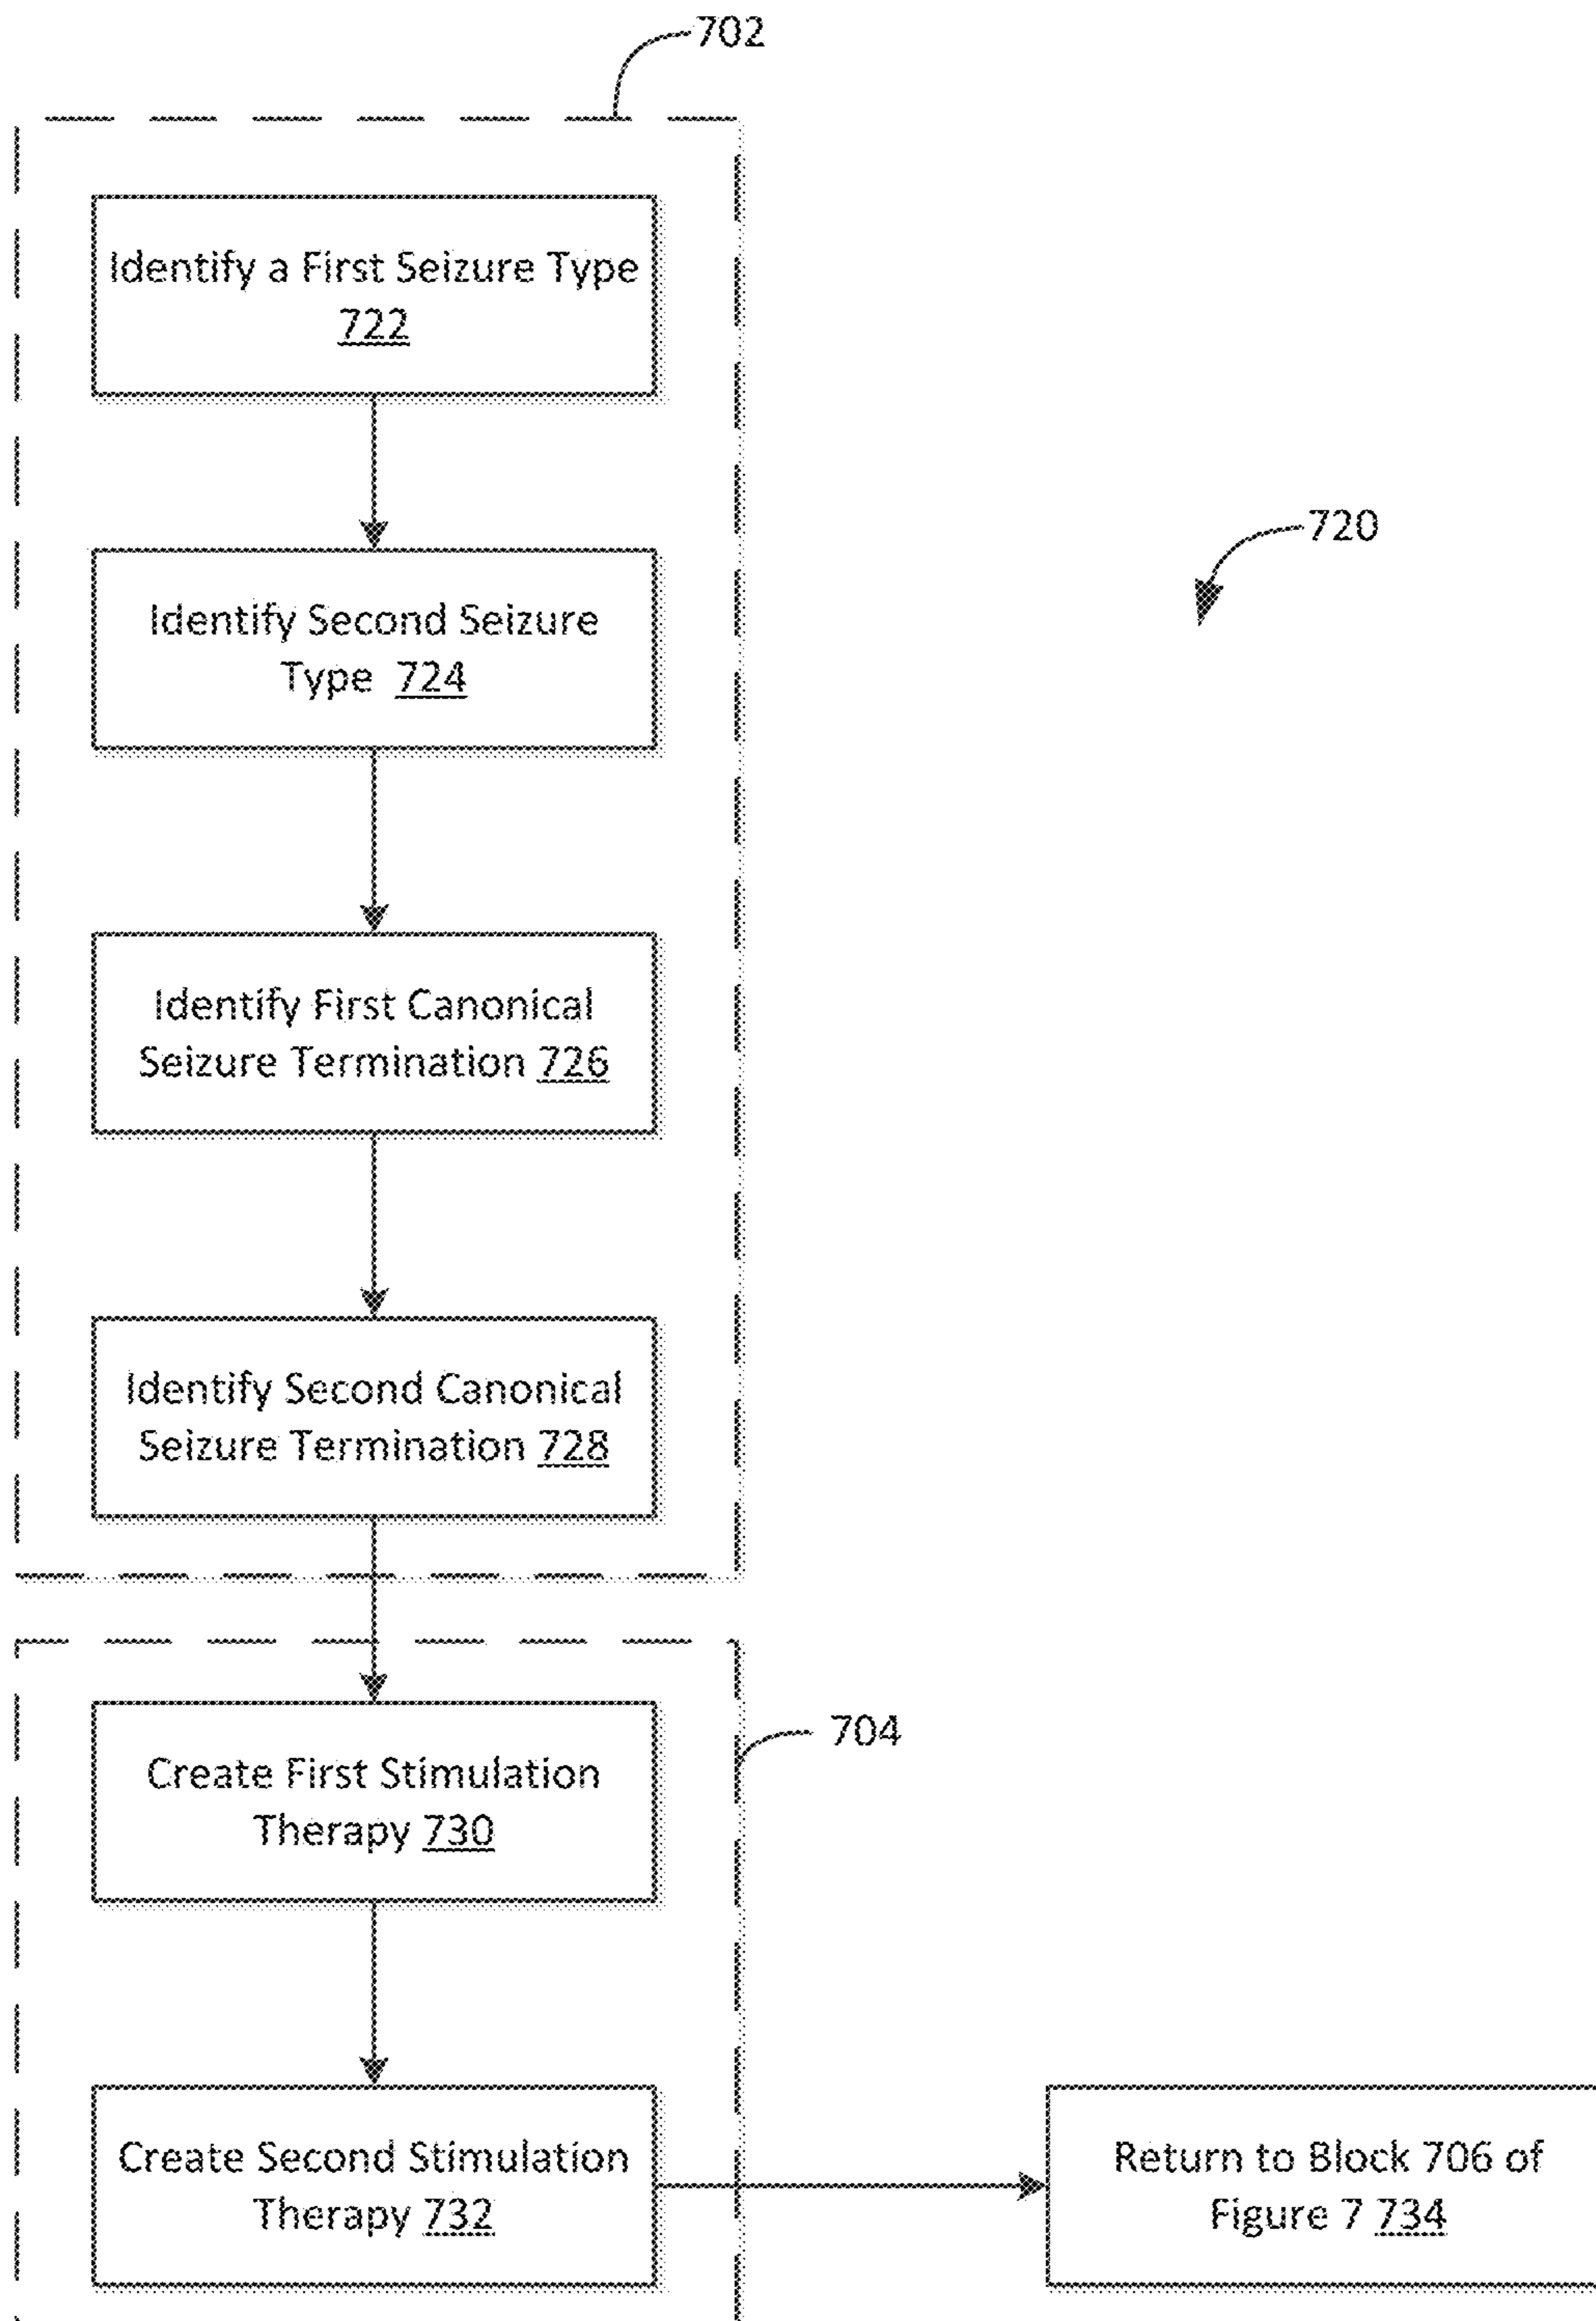 702
Identify a First Seizure Type
722
720
Identify Second Seizure
Type 724
Identify First Canonical
Seizure Termination 726
Identify Second Canonical
Seizure Termination 728
704
Create First Stimulation
Therapy 730
Create Second Stimulation
Therapy 732
Return to Block 706 of
Figure 7 734